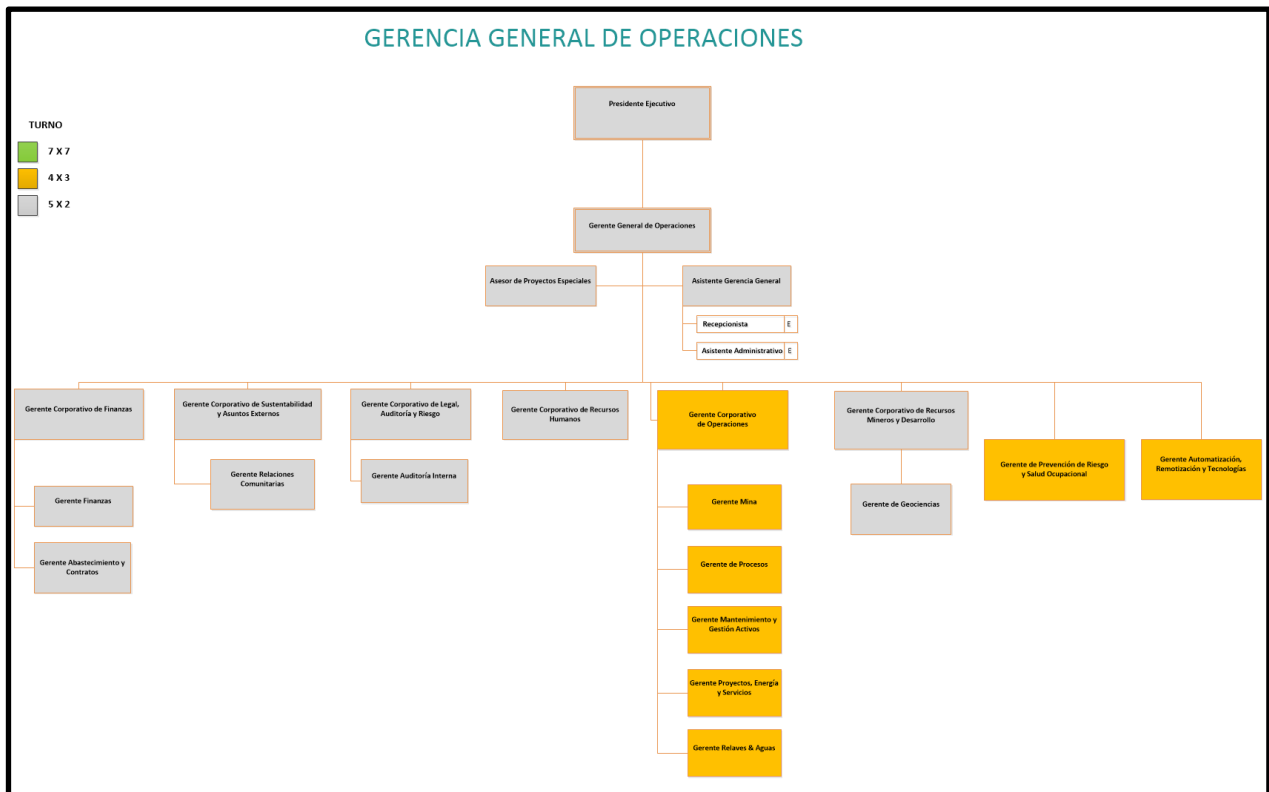 GERENCIA GENERAL DE OPERACIONES
Presidente Ejecutivo
TURNO
7 X 7
4 X 3
5 X 2
Gerente General de Operaciones
Asesor de Proyectos Especiales
Asistente Gerencia General
Recepcionista E
Asistente Administrativo E
Gerente Corporativo de Finanzas
Gerente Corporativo de Sustentabilidad
y Asuntos Externos
Gerente Corporativo de Legal,
Auditoría y Riesgo
Gerente Corporativo de Recursos
Humanos
Gerente Corporativo
de Operaciones
Gerente Corporativo de Recursos
Mineros y Desarrollo
Gerente de Prevención de Riesgo
y Salud Ocupacional
Gerente Automatización,
Remotización y Tecnologías
Gerente Relaciones
Comunitarias
Gerente Auditoría Interna
Gerente Finanzas
Gerente Mina
Gerente de Geociencias
Gerente Abastecimiento y
Contratos
Gerente de Procesos
Gerente Mantenimiento y
Gestión Activos
Gerente Proyectos, Energía
y Servicios
Gerente Relaves & Aguas